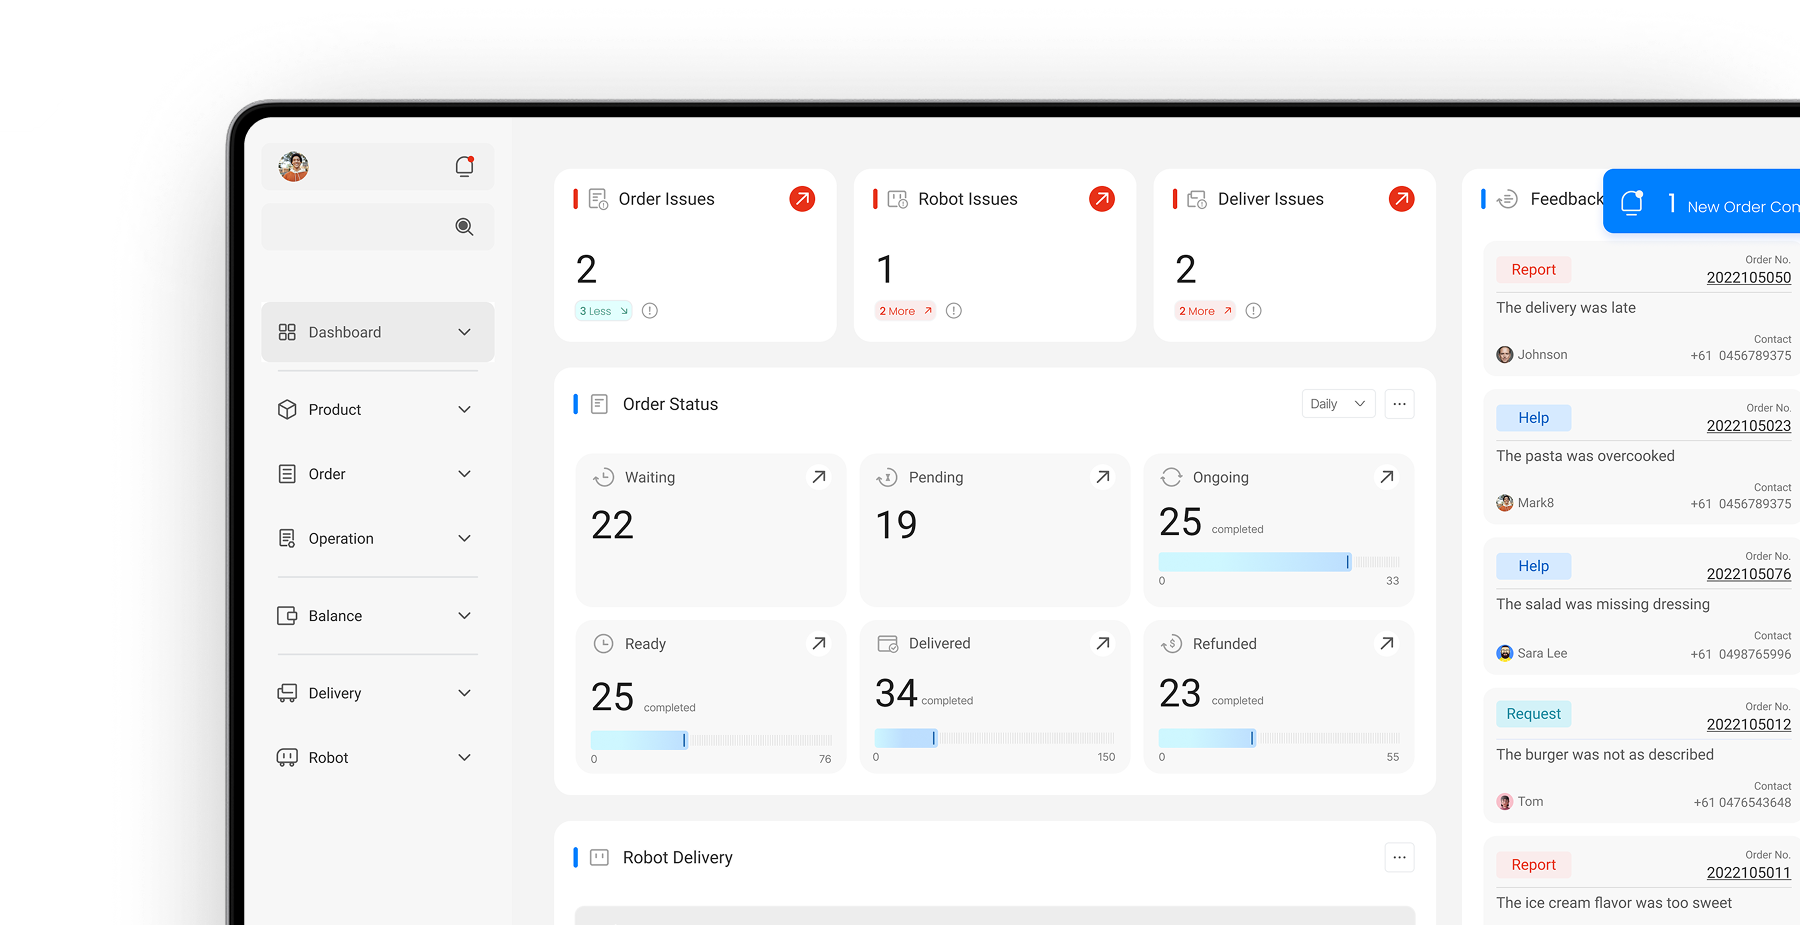 Dashboard
Product
Order
Operation
Balance
Delivery
Robot
Order Issues
2
3 Less
Robot Issues
1
2 More
Deliver Issues
2
2 More
Order Status
Daily
Waiting
22
Pending
19
Ongoing
25 completed
0 33
Ready
25 completed
0 76
Delivered
34 completed
0 150
Refunded
23 completed
0 55
Robot Delivery
Feedback
1 New Order Com
Report
Order No.
2022105050
The delivery was late
Contact
Johnson
+61 0456789375
Help
Order No.
2022105023
The pasta was overcooked
Contact
Mark8
+61 0456789375
Help
Order No.
2022105076
The salad was missing dressing
Contact
Sara Lee
+61 0498765996
Request
Order No.
2022105012
The burger was not as described
Contact
Tom
+61 0476543648
Report
Order No.
2022105011
The ice cream flavor was too sweet